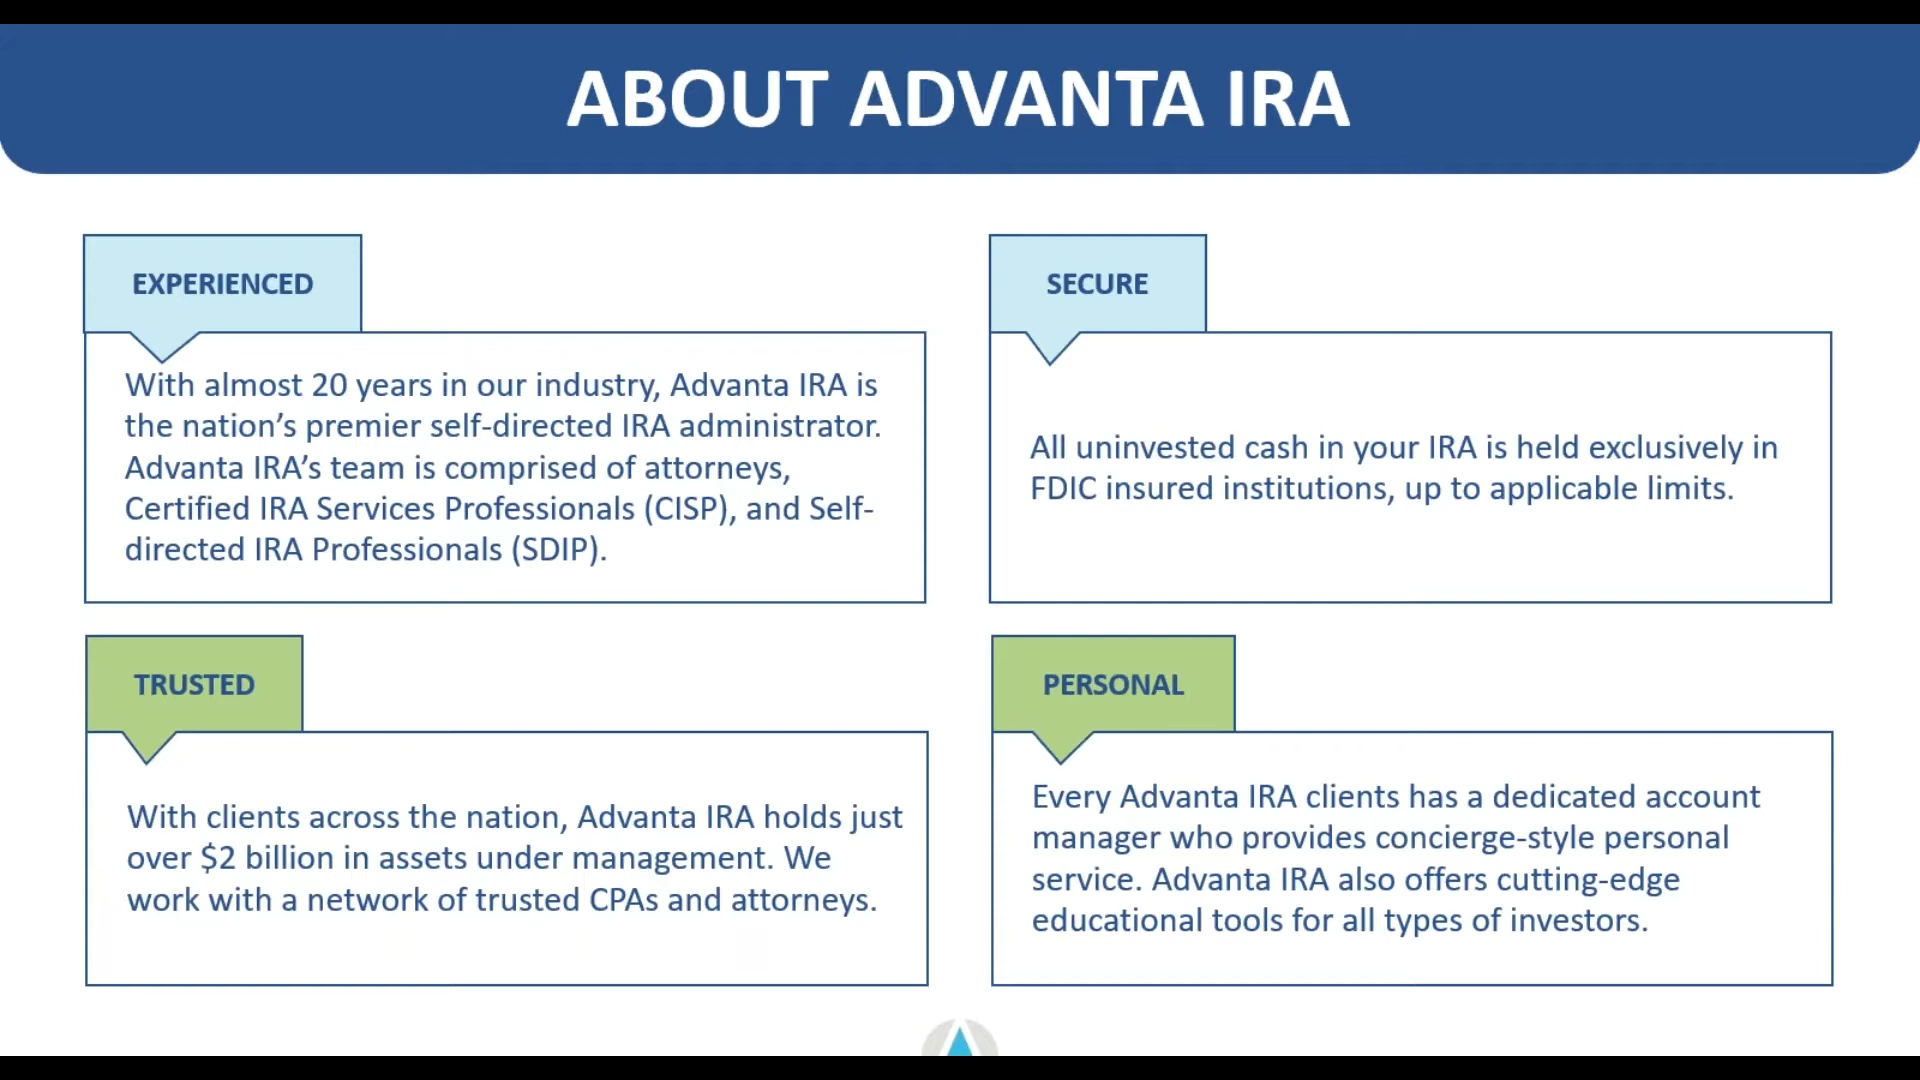 ABOUT ADVANTA IRA
EXPERIENCED
With almost 20 years in our industry, Advanta IRA is
the nation’s premier self-directed IRA administrator.
Advanta IRA’s team is comprised of attorneys,
Certified IRA Services Professionals (CISP), and Self-
directed IRA Professionals (SDIP).
SECURE
All uninvested cash in your IRA is held exclusively in
FDIC insured institutions, up to applicable limits.
TRUSTED
With clients across the nation, Advanta IRA holds just
over $2 billion in assets under management. We
work with a network of trusted CPAs and attorneys.
PERSONAL
Every Advanta IRA clients has a dedicated account
manager who provides concierge-style personal
service. Advanta IRA also offers cutting-edge
educational tools for all types of investors.